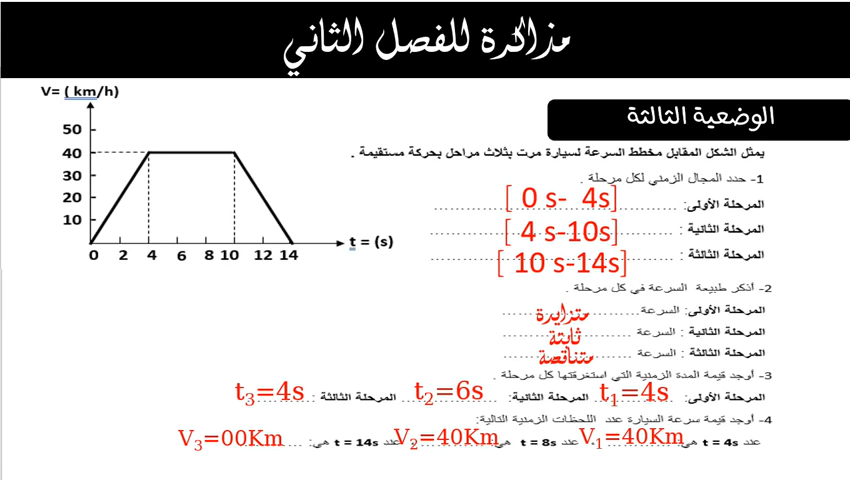 مذاكرة للفصل الثاني
الوضعية الثالثة
V= ( km/h)
50
40
30
20
10
0 2 4 6 8 10 12 14
t = (s)
يمثل الشكل المقابل مخطط السرعة لسيارة مرت بثلاث مراحل بحركة مستقيمة .
1- حدد المجال الزمني لكل مرحلة .
المرحلة الأولى: [ 0 s- 4s]
المرحلة الثانية : [ 4 s-10s]
المرحلة الثالثة : [ 10 s-14s]
2- أذكر طبيعة السرعة في كل مرحلة .
المرحلة الأولى: السرعة متزايدة
المرحلة الثانية : السرعة ثابتة
المرحلة الثالثة : السرعة متناقصة
3- أوجد قيمة المدة الزمنية التي استغرقتها كل مرحلة .
المرحلة الأولى: t₁=4s المرحلة الثانية: t₂=6s المرحلة الثالثة : t₃=4s
4- أوجد قيمة سرعة السيارة عند اللحظات الزمنية التالية:
عند t = 4s هي: V₁=40Km عند t = 8s هي: V₂=40Km عند t = 14s هي: V₃=00Km